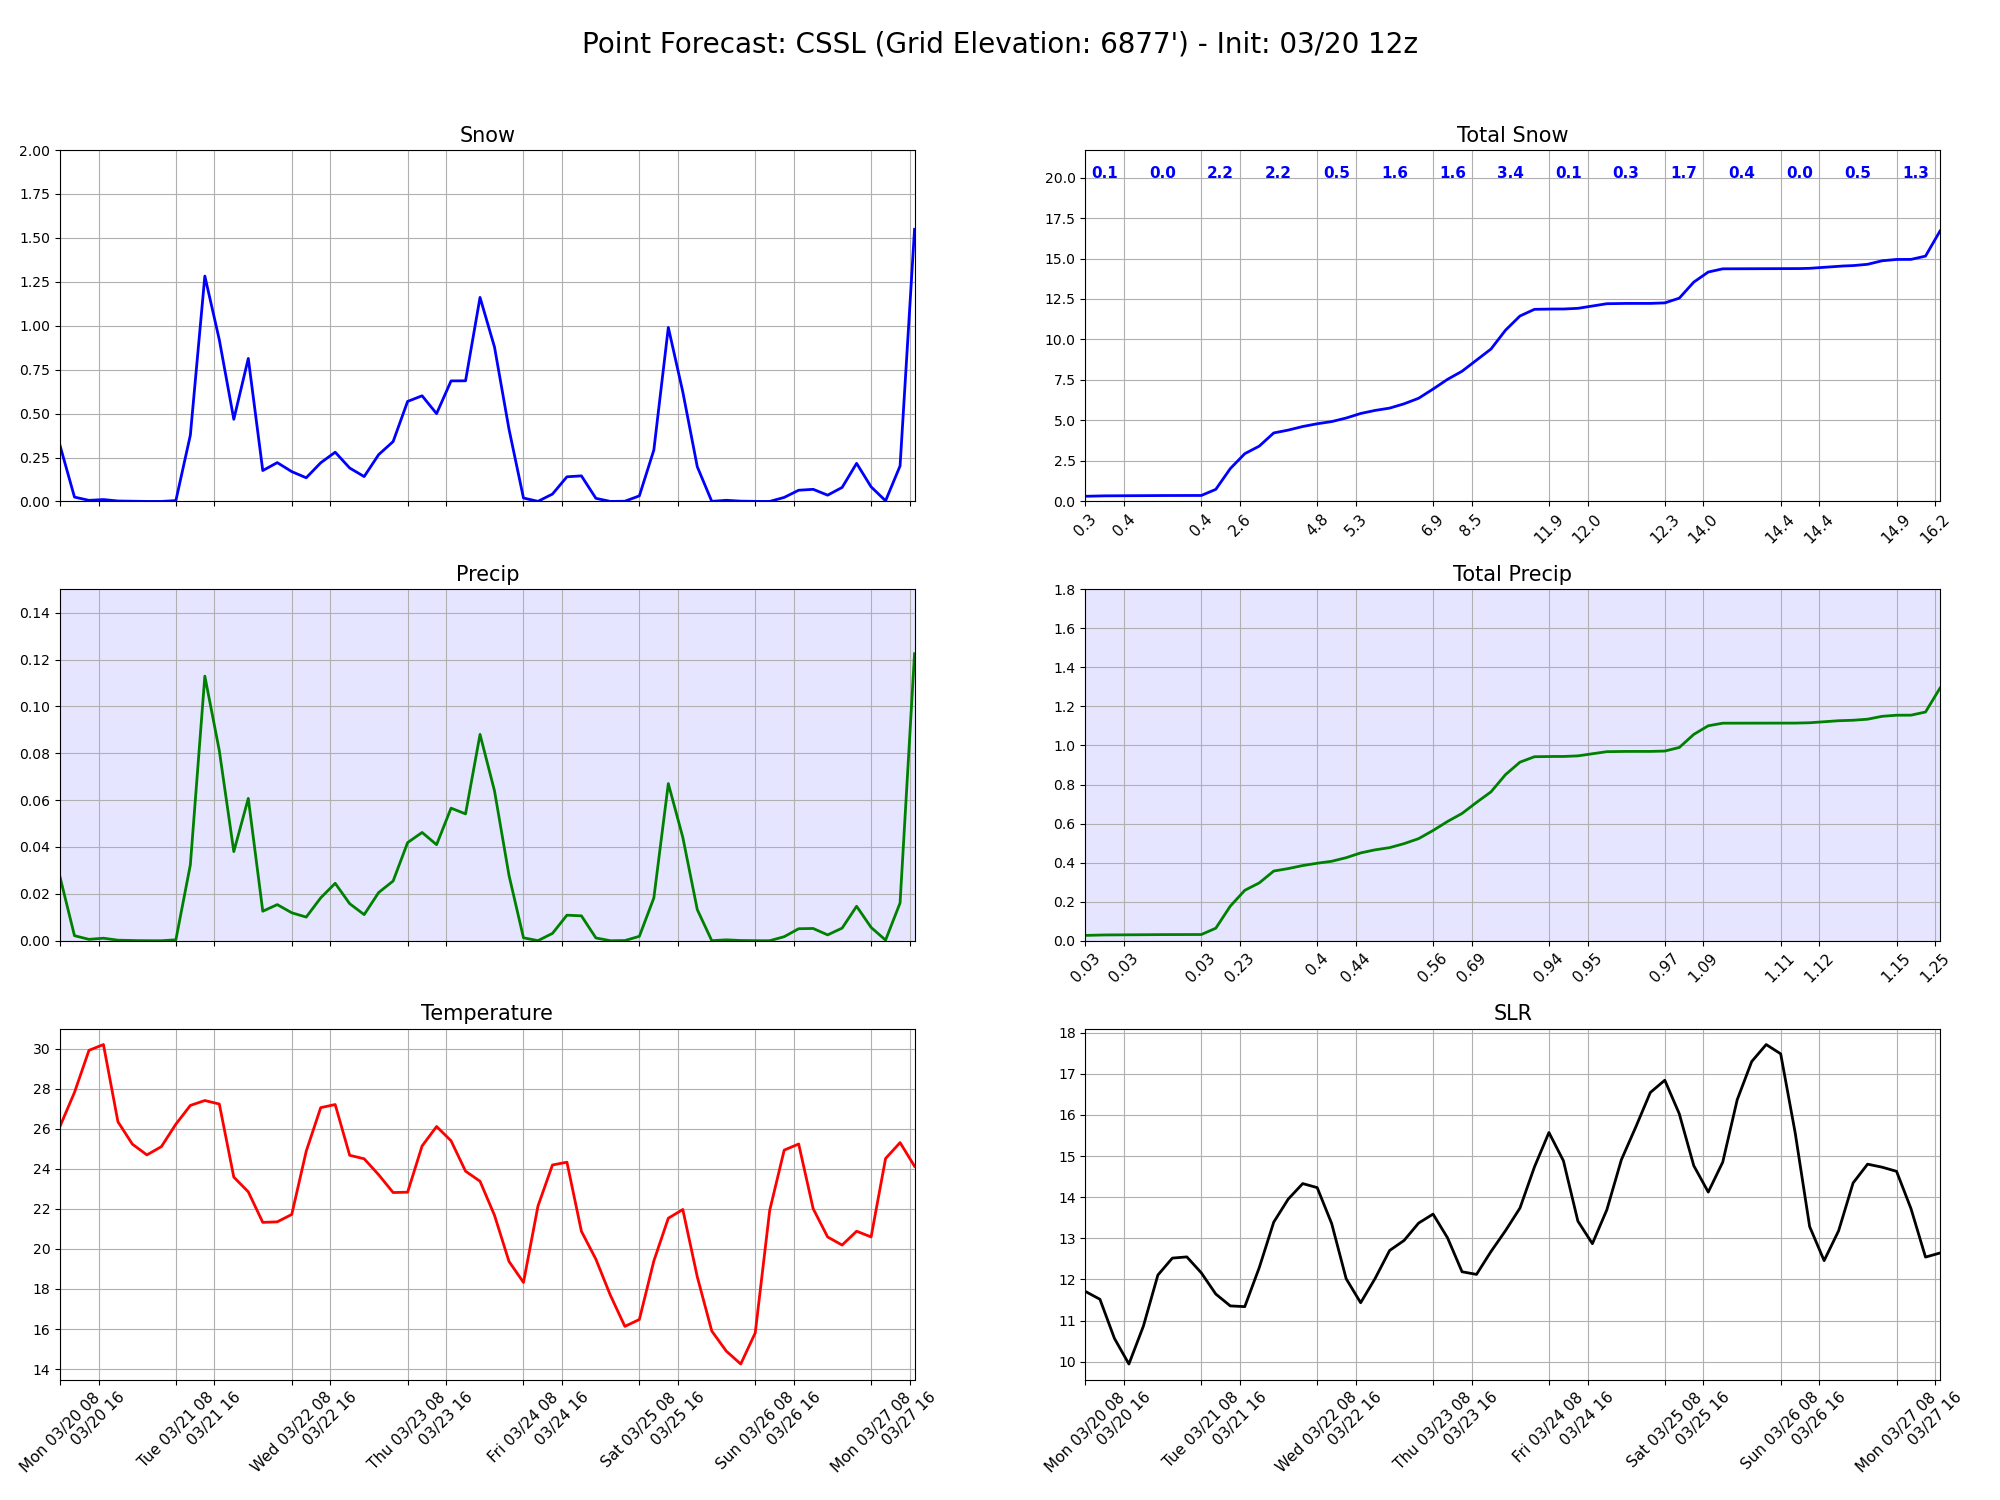 Point Forecast: CSSL (Grid Elevation: 6877') - Init: 03/20 12z
Snow
2.00
1.75
1.50
1.25
1.00
0.75
0.50
0.25
0.00
Total Snow
0.1 0.0 2.2 2.2 0.5 1.6 1.6 3.4 0.1 0.3 1.7 0.4 0.0 0.5 1.3
20.0
17.5
15.0
12.5
10.0
7.5
5.0
2.5
0.0
0.3 0.4 0.4 2.6 4.8 5.3 6.9 8.5 11.9 12.0 12.3 14.0 14.4 14.4 14.9 16.2
Precip
0.14
0.12
0.10
0.08
0.06
0.04
0.02
0.00
Total Precip
1.8
1.6
1.4
1.2
1.0
0.8
0.6
0.4
0.2
0.0
0.03 0.03 0.03 0.23 0.4 0.44 0.56 0.69 0.94 0.95 0.97 1.09 1.11 1.12 1.15 1.25
Temperature
30
28
26
24
22
20
18
16
14
Mon 03/20 08
03/20 16
Tue 03/21 08
03/21 16
Wed 03/22 08
03/22 16
Thu 03/23 08
03/23 16
Fri 03/24 08
03/24 16
Sat 03/25 08
03/25 16
Sun 03/26 08
03/26 16
Mon 03/27 08
03/27 16
SLR
18
17
16
15
14
13
12
11
10
Mon 03/20 08
03/20 16
Tue 03/21 08
03/21 16
Wed 03/22 08
03/22 16
Thu 03/23 08
03/23 16
Fri 03/24 08
03/24 16
Sat 03/25 08
03/25 16
Sun 03/26 08
03/26 16
Mon 03/27 08
03/27 16